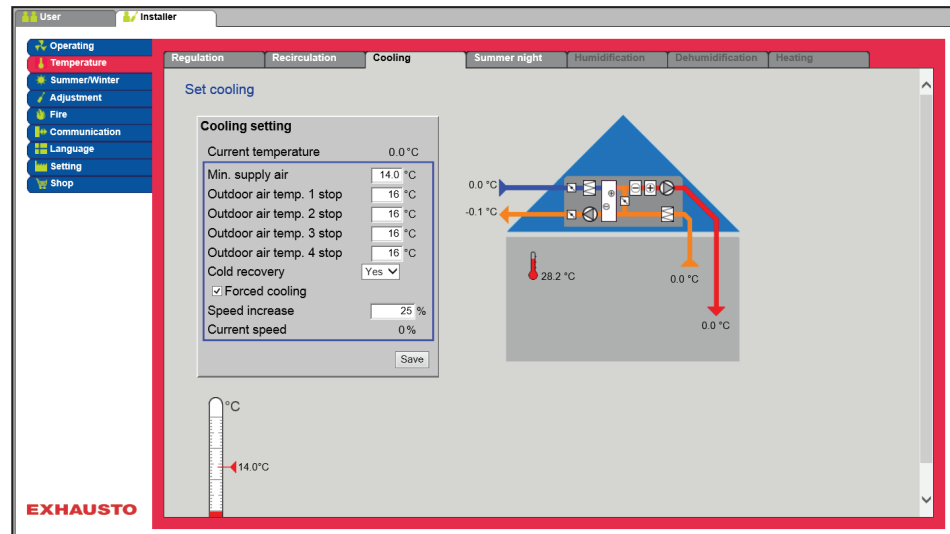 User
Installer
Operating
Temperature
Summer/Winter
Adjustment
Fire
Communication
Language
Setting
Shop
EXHAUSTO
Regulation Recirculation Cooling Summer night Humidification Dehumidification Heating
Set cooling
Cooling setting
Current temperature 0.0°C
Min. supply air 14.0 °C
Outdoor air temp. 1 stop 16 °C
Outdoor air temp. 2 stop 16 °C
Outdoor air temp. 3 stop 16 °C
Outdoor air temp. 4 stop 16 °C
Cold recovery Yes
Forced cooling
Speed increase 25 %
Current speed 0%
Save
°C
14.0°C
0.0 °C
-0.1 °C
28.2 °C
0.0 °C
0.0 °C